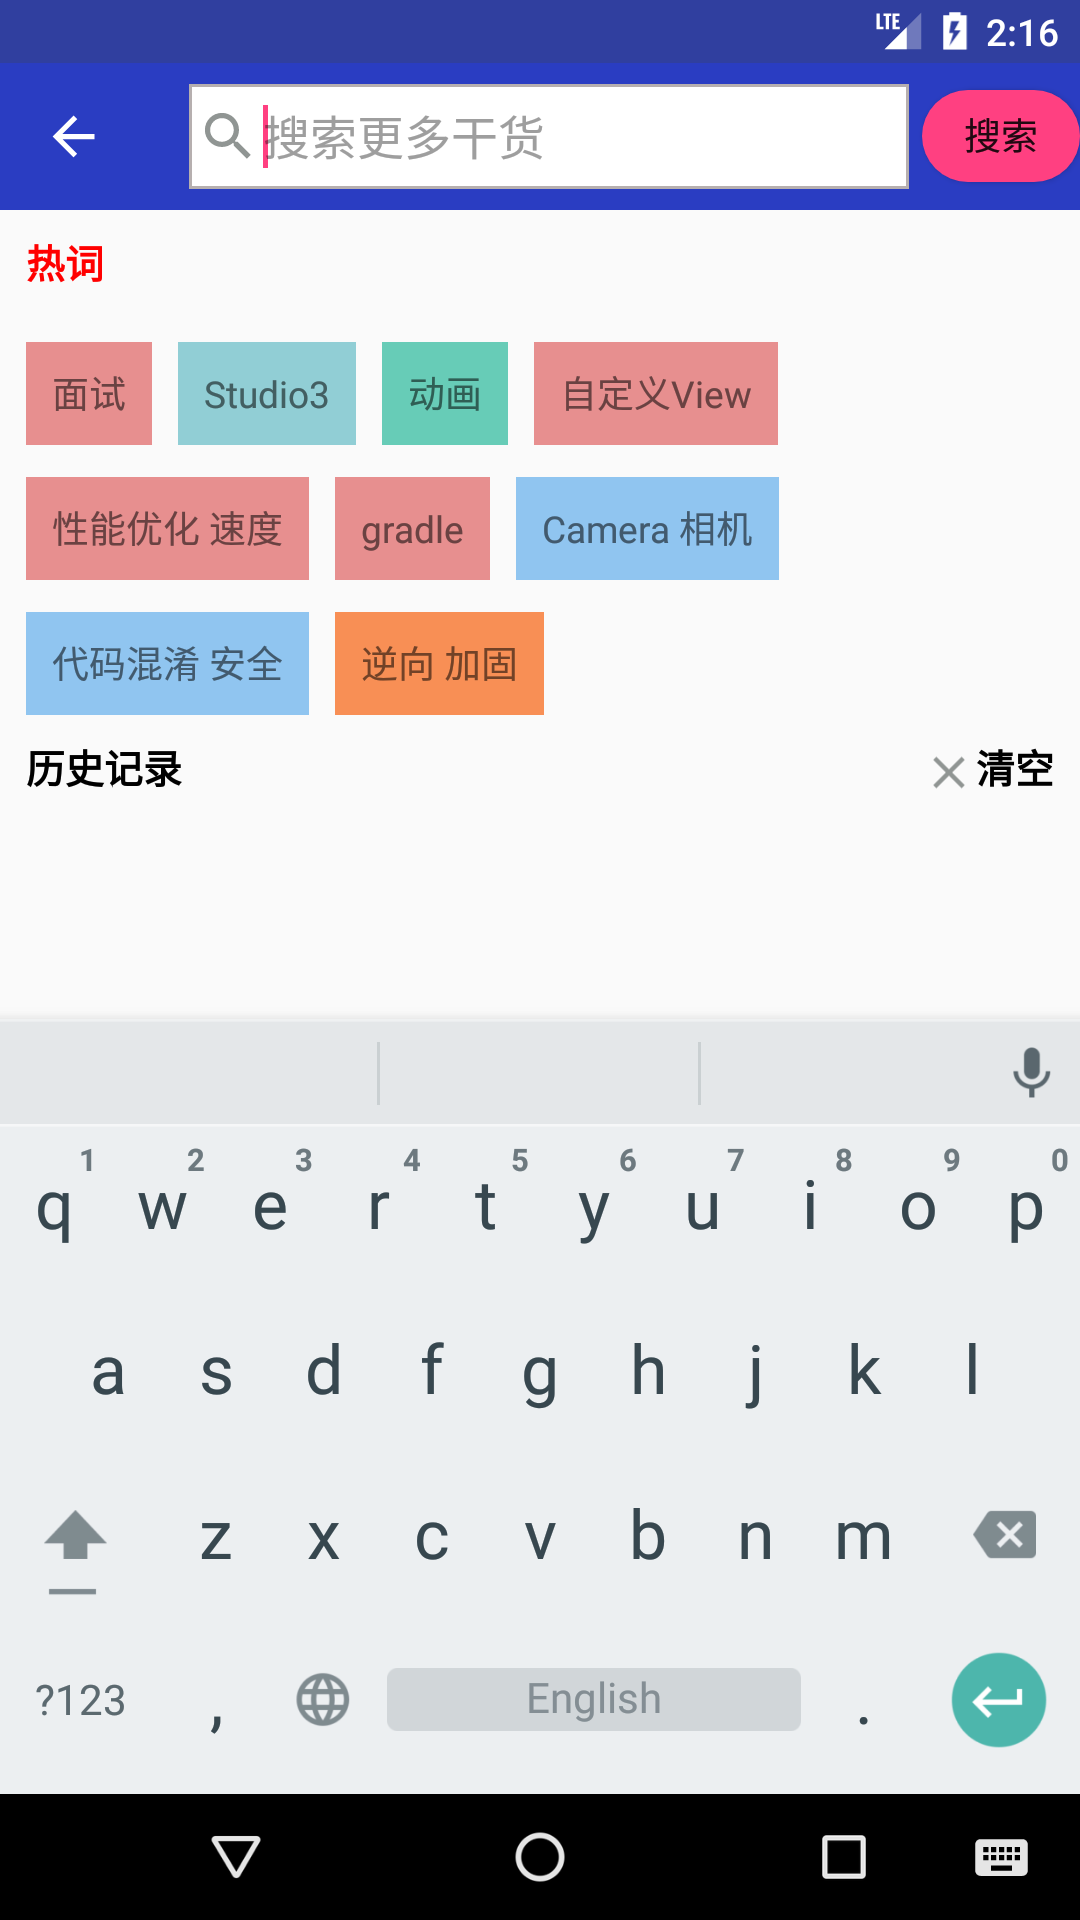 LTE 2:16
搜索更多干货 搜索
热词
面试 Studio3 动画 自定义View
性能优化 速度 gradle Camera 相机
代码混淆 安全 逆向 加固
历史记录 清空
1 2 3 4 5 6 7 8 9 0
q w e r t y u i o p
a s d f g h j k l
z x c v b n m
?123 , English .